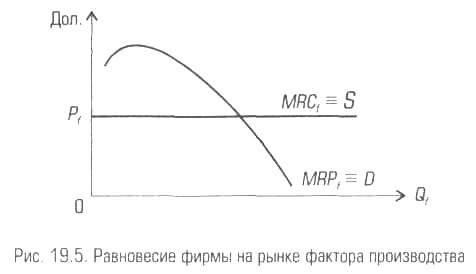 Дол.
MRC_f ≡ S
P_f
MRP_f ≡ D
0
Q_f
Рис. 19.5. Равновесие фирмы на рынке фактора производства